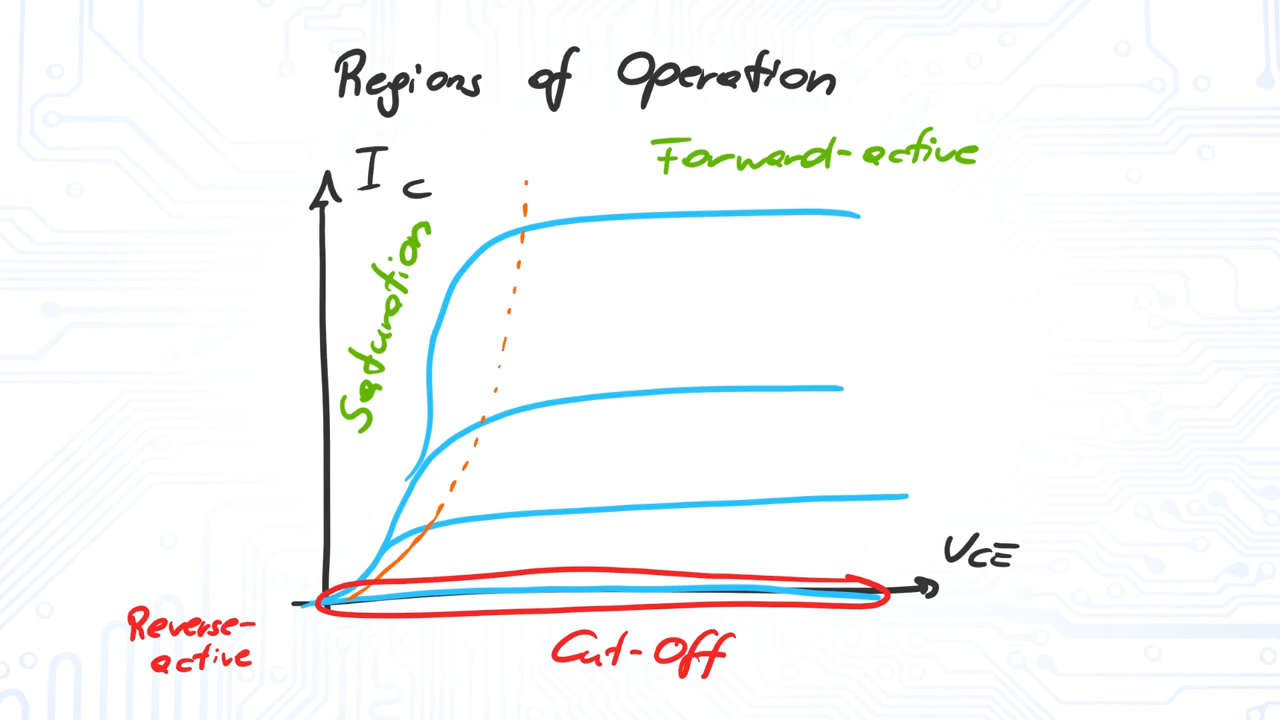 Regions of Operation
Ic
Forward-active
Saturation
VCE
Reverse-
active
Cut-Off